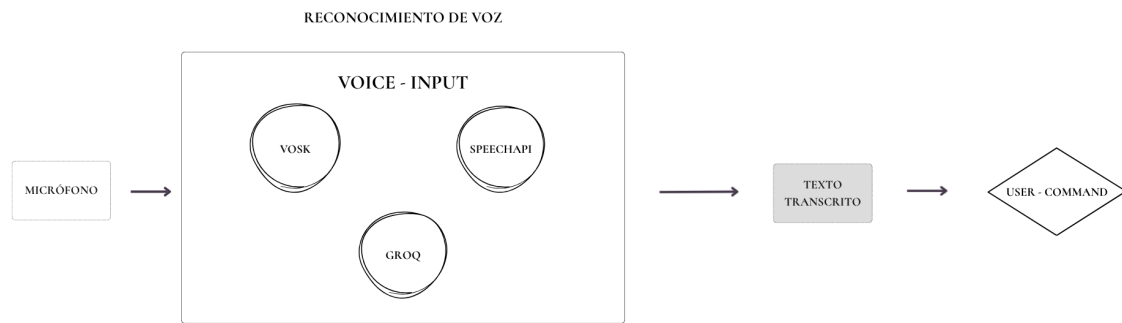 RECONOCIMIENTO DE VOZ
VOICE - INPUT
VOSK
SPEECHAPI
GROQ
MICRÓFONO
TEXTO
TRANSCRITO
USER - COMMAND